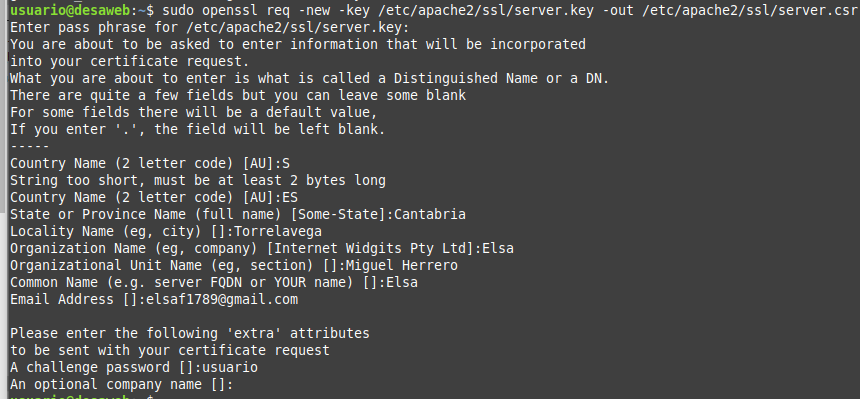 usuario@desaweb:~$ sudo openssl req -new -key /etc/apache2/ssl/server.key -out /etc/apache2/ssl/server.csr
Enter pass phrase for /etc/apache2/ssl/server.key:
You are about to be asked to enter information that will be incorporated
into your certificate request.
What you are about to enter is what is called a Distinguished Name or a DN.
There are quite a few fields but you can leave some blank
For some fields there will be a default value,
If you enter '.', the field will be left blank.
-----
Country Name (2 letter code) [AU]:S
String too short, must be at least 2 bytes long
Country Name (2 letter code) [AU]:ES
State or Province Name (full name) [Some-State]:Cantabria
Locality Name (eg, city) []:Torrelavega
Organization Name (eg, company) [Internet Widgits Pty Ltd]:Elsa
Organizational Unit Name (eg, section) []:Miguel Herrero
Common Name (e.g. server FQDN or YOUR name) []:Elsa
Email Address []:elsaf1789@gmail.com
Please enter the following 'extra' attributes
to be sent with your certificate request
A challenge password []:usuario
An optional company name []:
usuario@desaweb:~$